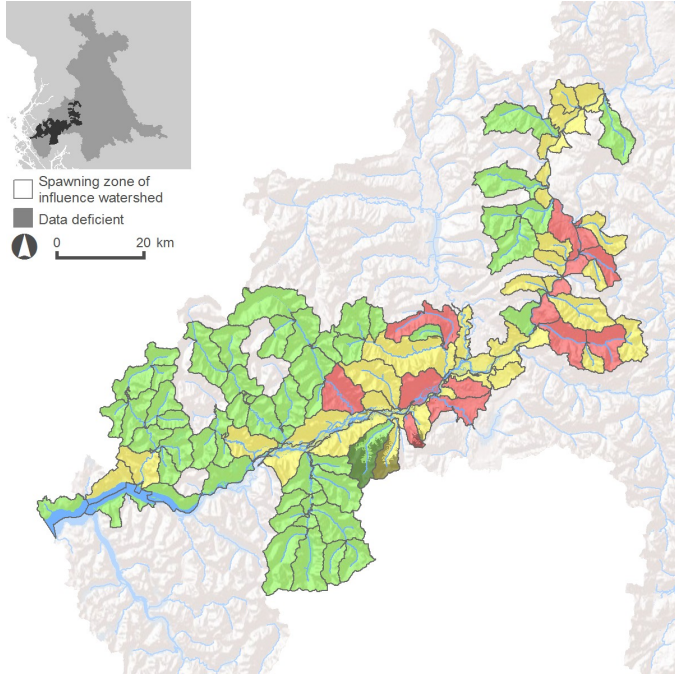 Spawning zone of
influence watershed
Data deficient
0 20 km